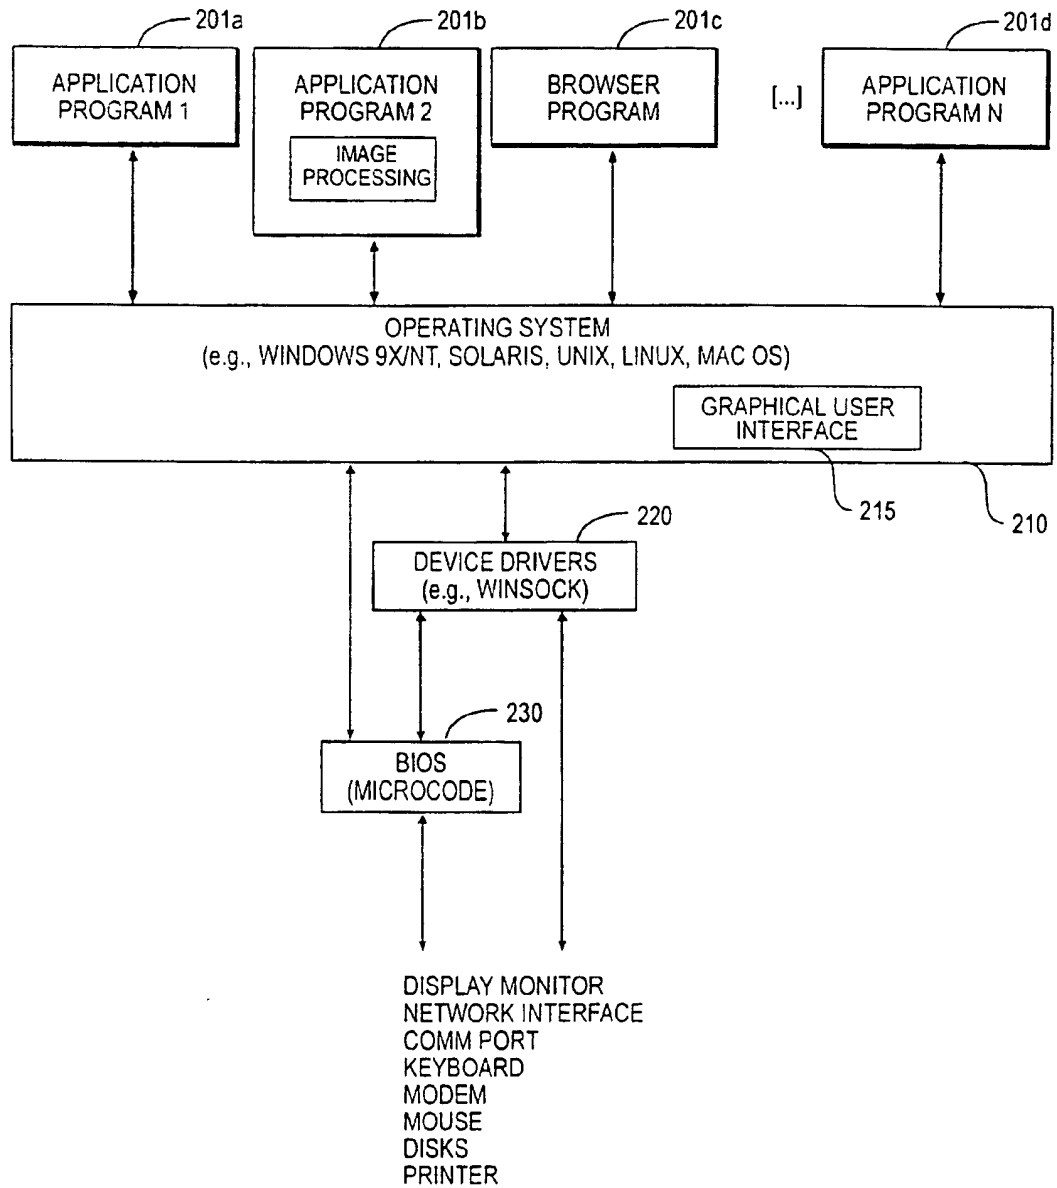 201a
201b
201c
201d
APPLICATION
PROGRAM 1
APPLICATION
PROGRAM 2
IMAGE
PROCESSING
BROWSER
PROGRAM
[...]
APPLICATION
PROGRAM N
OPERATING SYSTEM
(e.g., WINDOWS 9X/NT, SOLARIS, UNIX, LINUX, MAC OS)
GRAPHICAL USER
INTERFACE
215
210
220
DEVICE DRIVERS
(e.g., WINSOCK)
230
BIOS
(MICROCODE)
DISPLAY MONITOR
NETWORK INTERFACE
COMM PORT
KEYBOARD
MODEM
MOUSE
DISKS
PRINTER